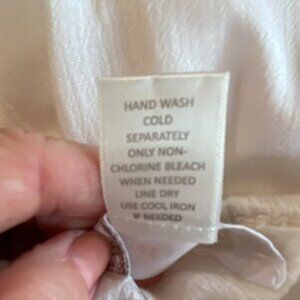 HAND WASH
COLD
SEPARATELY
ONLY NON-
CHLORINE BLEACH
WHEN NEEDED
LINE DRY
USE COOL IRON
IF NEEDED